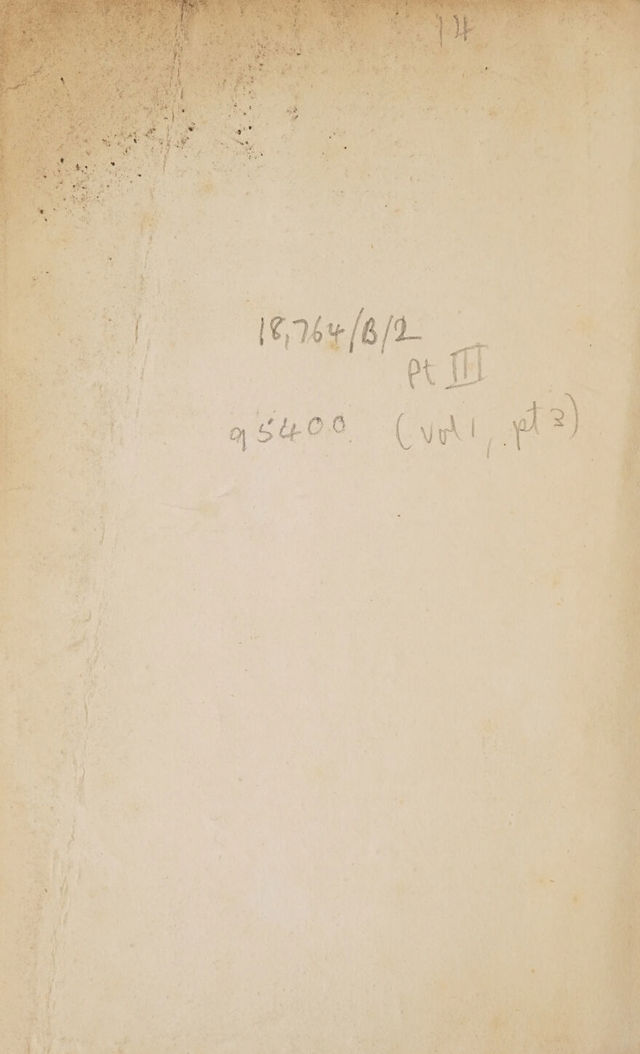 14
18,764/B/2
Pt III
95400 (vol 1, pt 3)